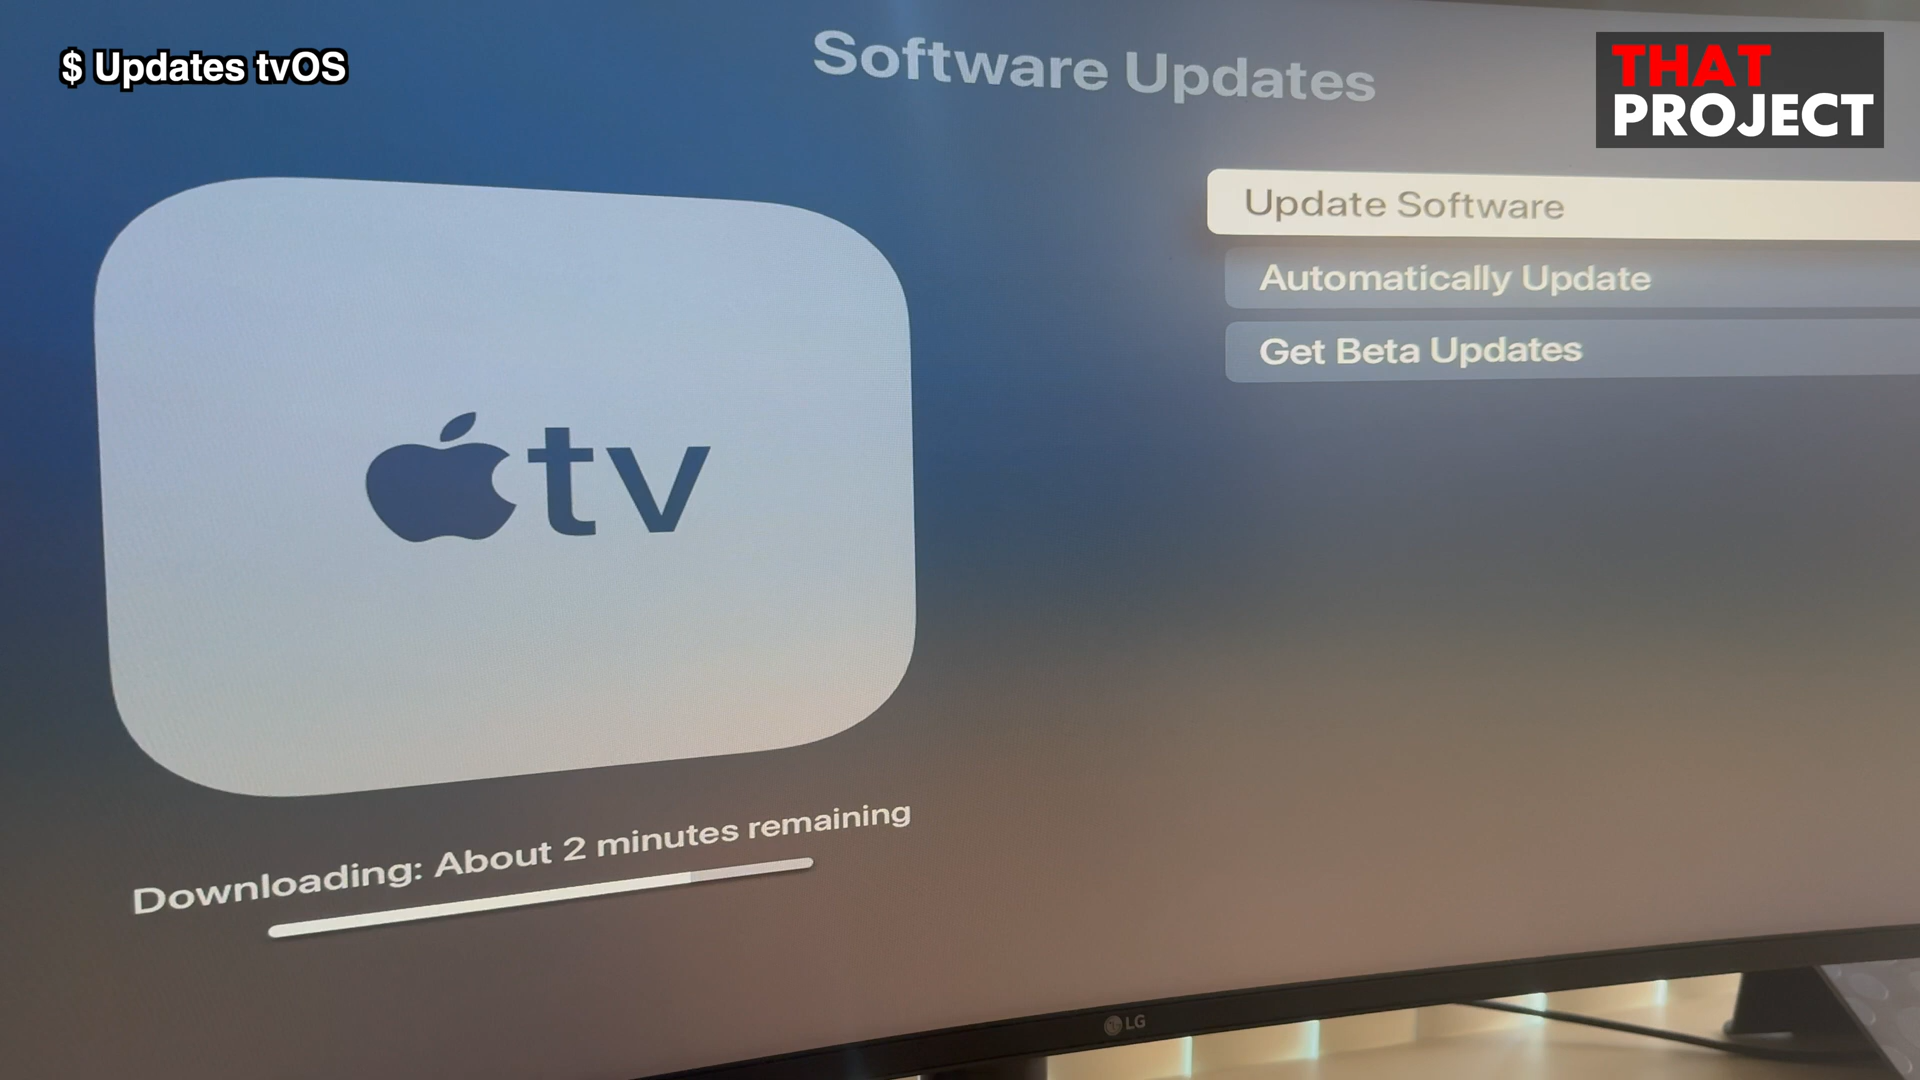 $ Updates tvOS
Software Updates
THAT
PROJECT
Update Software
Automatically Update
Get Beta Updates
tv
Downloading: About 2 minutes remaining
LG